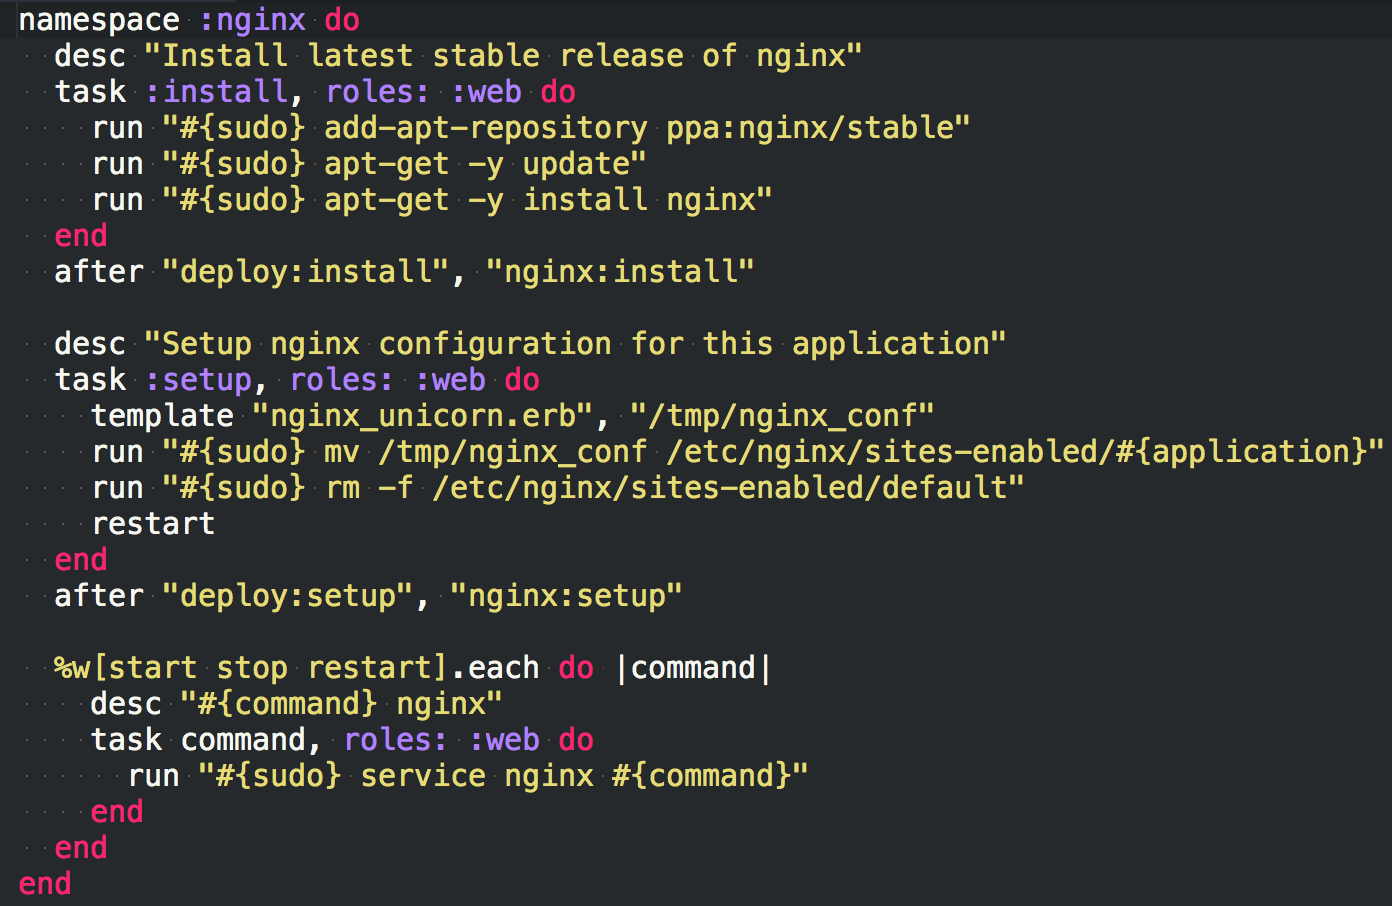 namespace :nginx do
  desc "Install latest stable release of nginx"
  task :install, roles: :web do
    run "#{sudo} add-apt-repository ppa:nginx/stable"
    run "#{sudo} apt-get -y update"
    run "#{sudo} apt-get -y install nginx"
  end
  after "deploy:install", "nginx:install"

  desc "Setup nginx configuration for this application"
  task :setup, roles: :web do
    template "nginx_unicorn.erb", "/tmp/nginx_conf"
    run "#{sudo} mv /tmp/nginx_conf /etc/nginx/sites-enabled/#{application}"
    run "#{sudo} rm -f /etc/nginx/sites-enabled/default"
    restart
  end
  after "deploy:setup", "nginx:setup"

  %w[start stop restart].each do |command|
    desc "#{command} nginx"
    task command, roles: :web do
      run "#{sudo} service nginx #{command}"
    end
  end
end